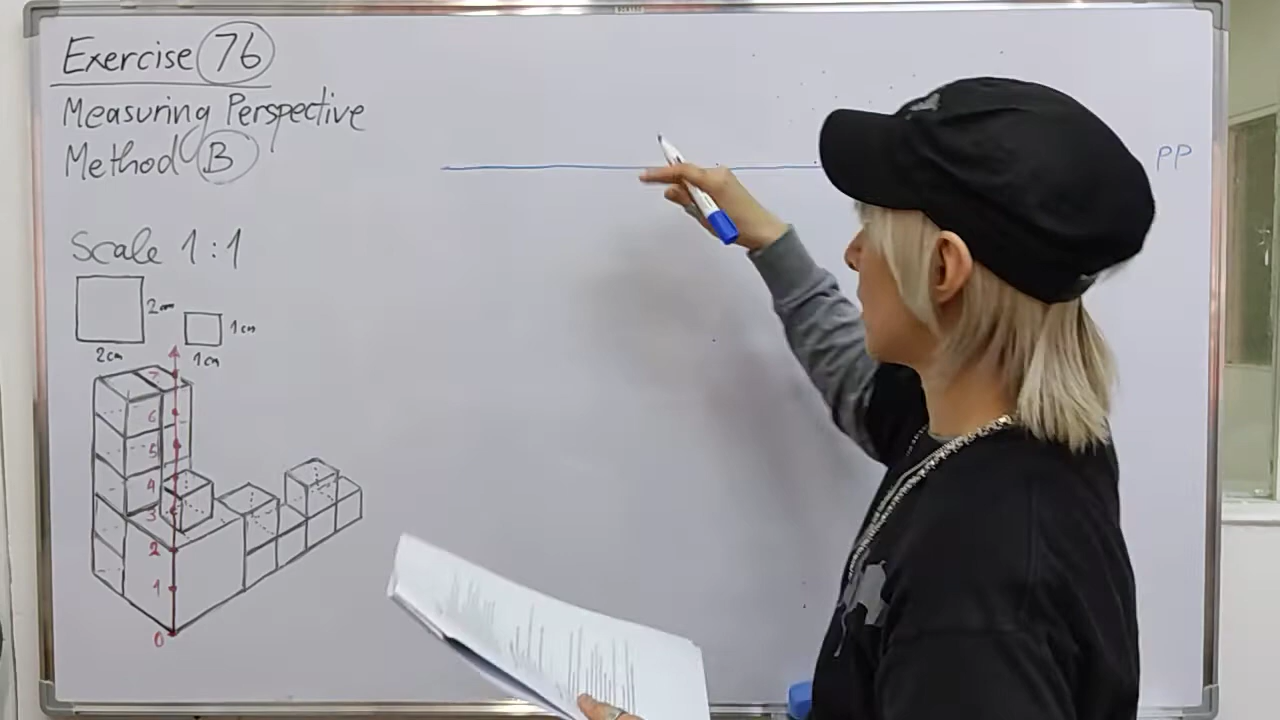 Exercise 76
Measuring Perspective
Method B
PP
Scale 1:1
2cm
1cm
2cm
1cm
7
6
5
4
3
2
1
0